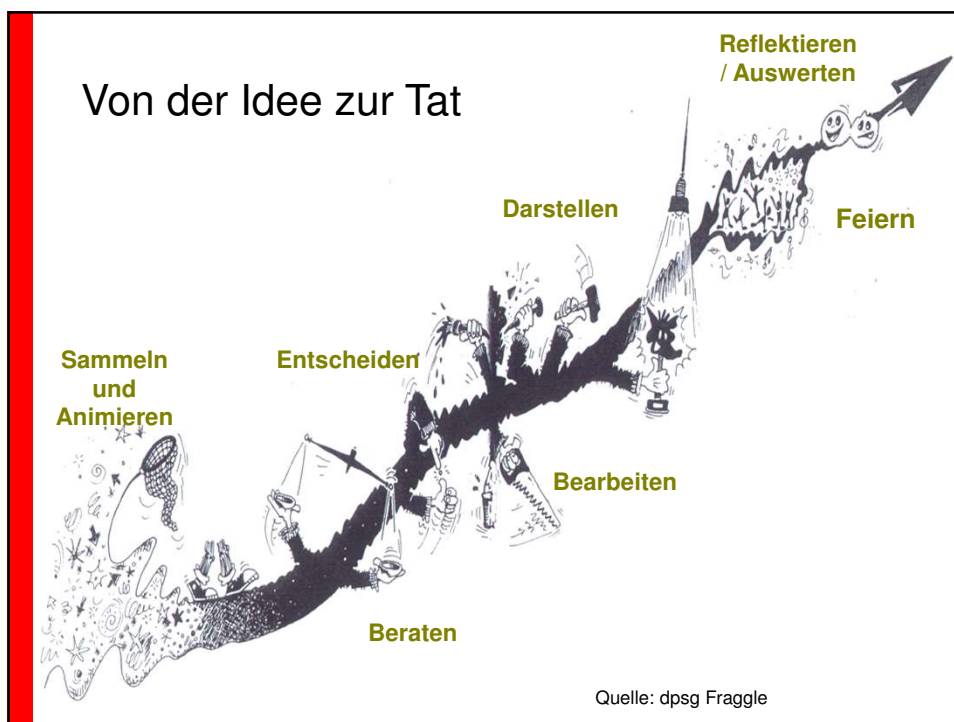 Von der Idee zur Tat
Reflektieren
/ Auswerten
Darstellen
Feiern
Sammeln
und
Animieren
Entscheiden
Bearbeiten
Beraten
Quelle: dpsg Fraggle